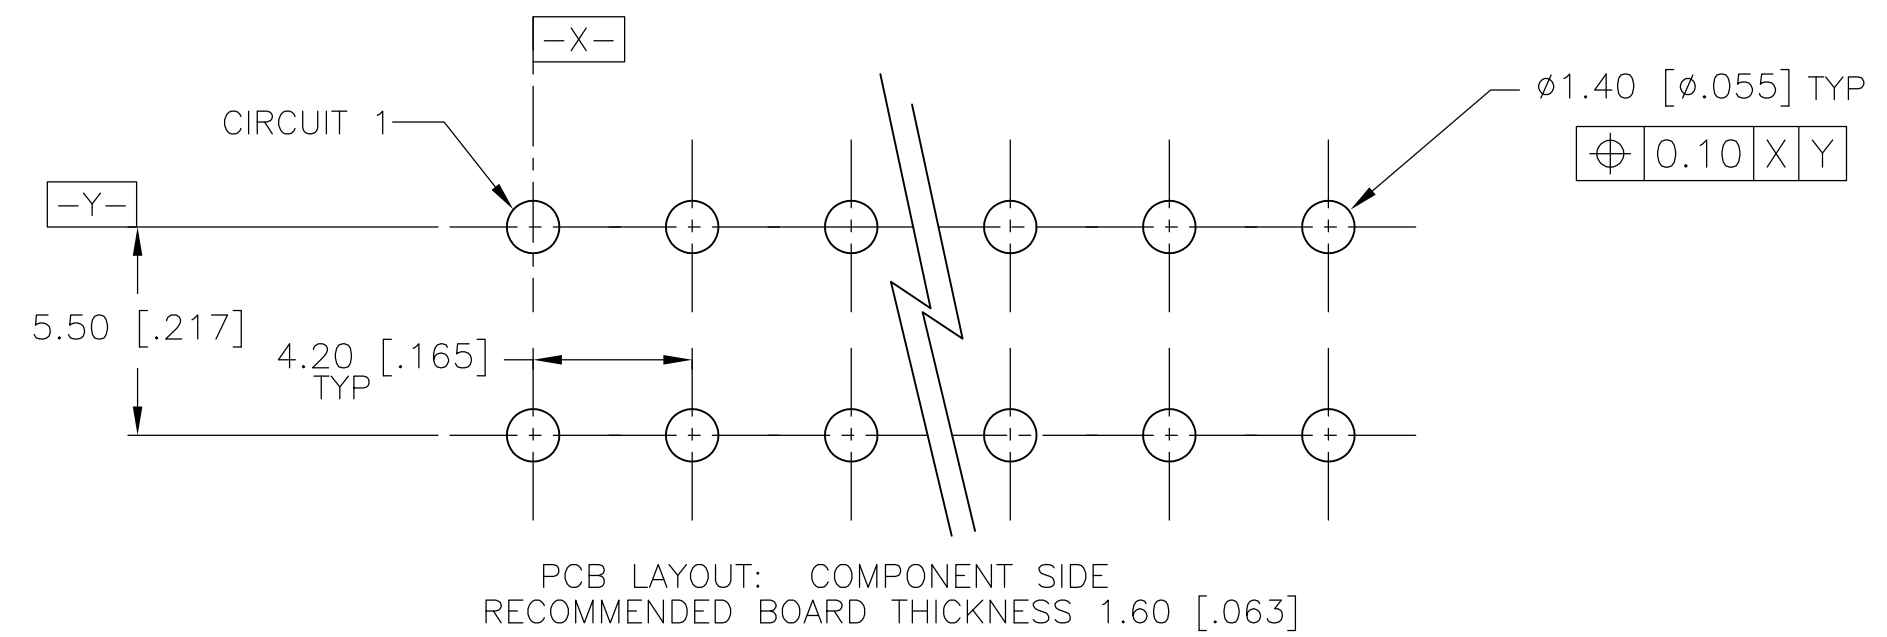 -X-
CIRCUIT 1
ø1.40 [ø.055] TYP
⌖ 0.10 X Y
-Y-
5.50 [.217]
4.20 [.165]
TYP
PCB LAYOUT: COMPONENT SIDE
RECOMMENDED BOARD THICKNESS 1.60 [.063]